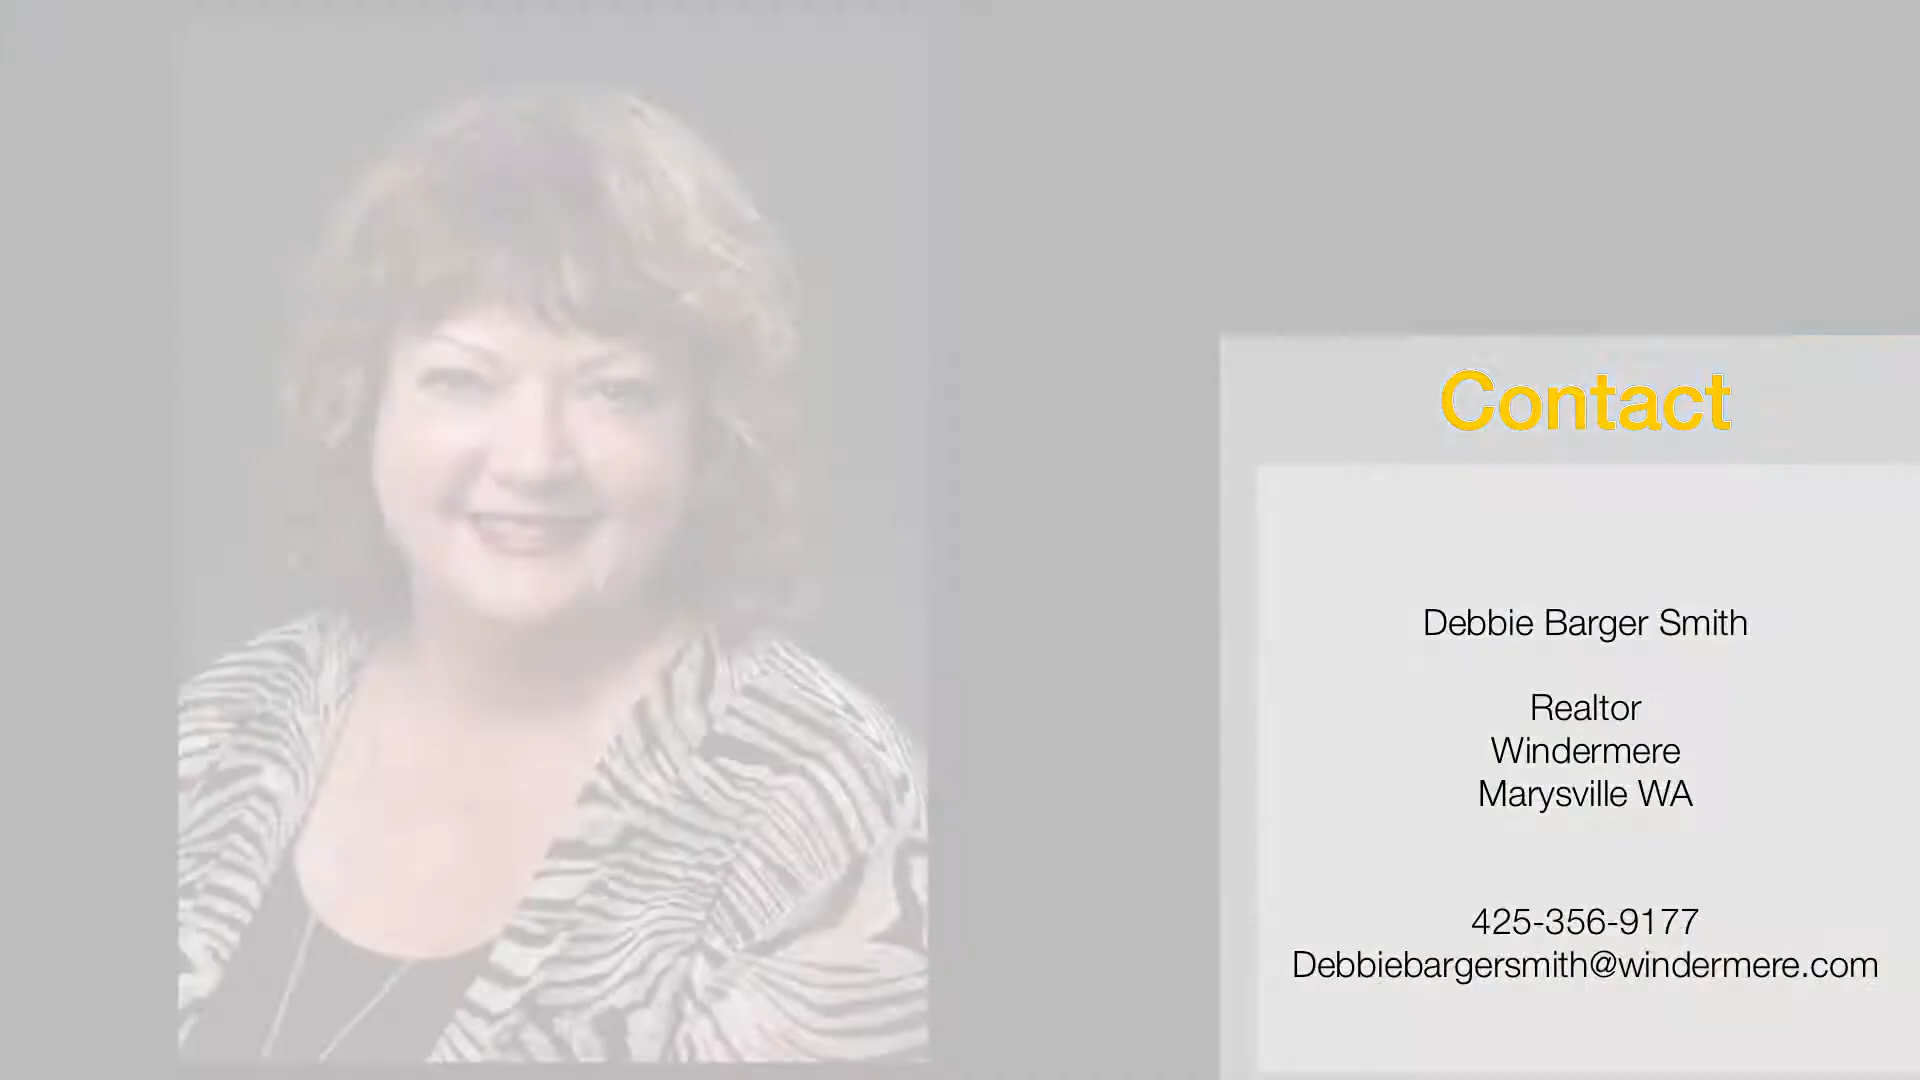 Contact
Debbie Barger Smith
Realtor
Windermere
Marysville WA
425-356-9177
Debbiebargersmith@windermere.com